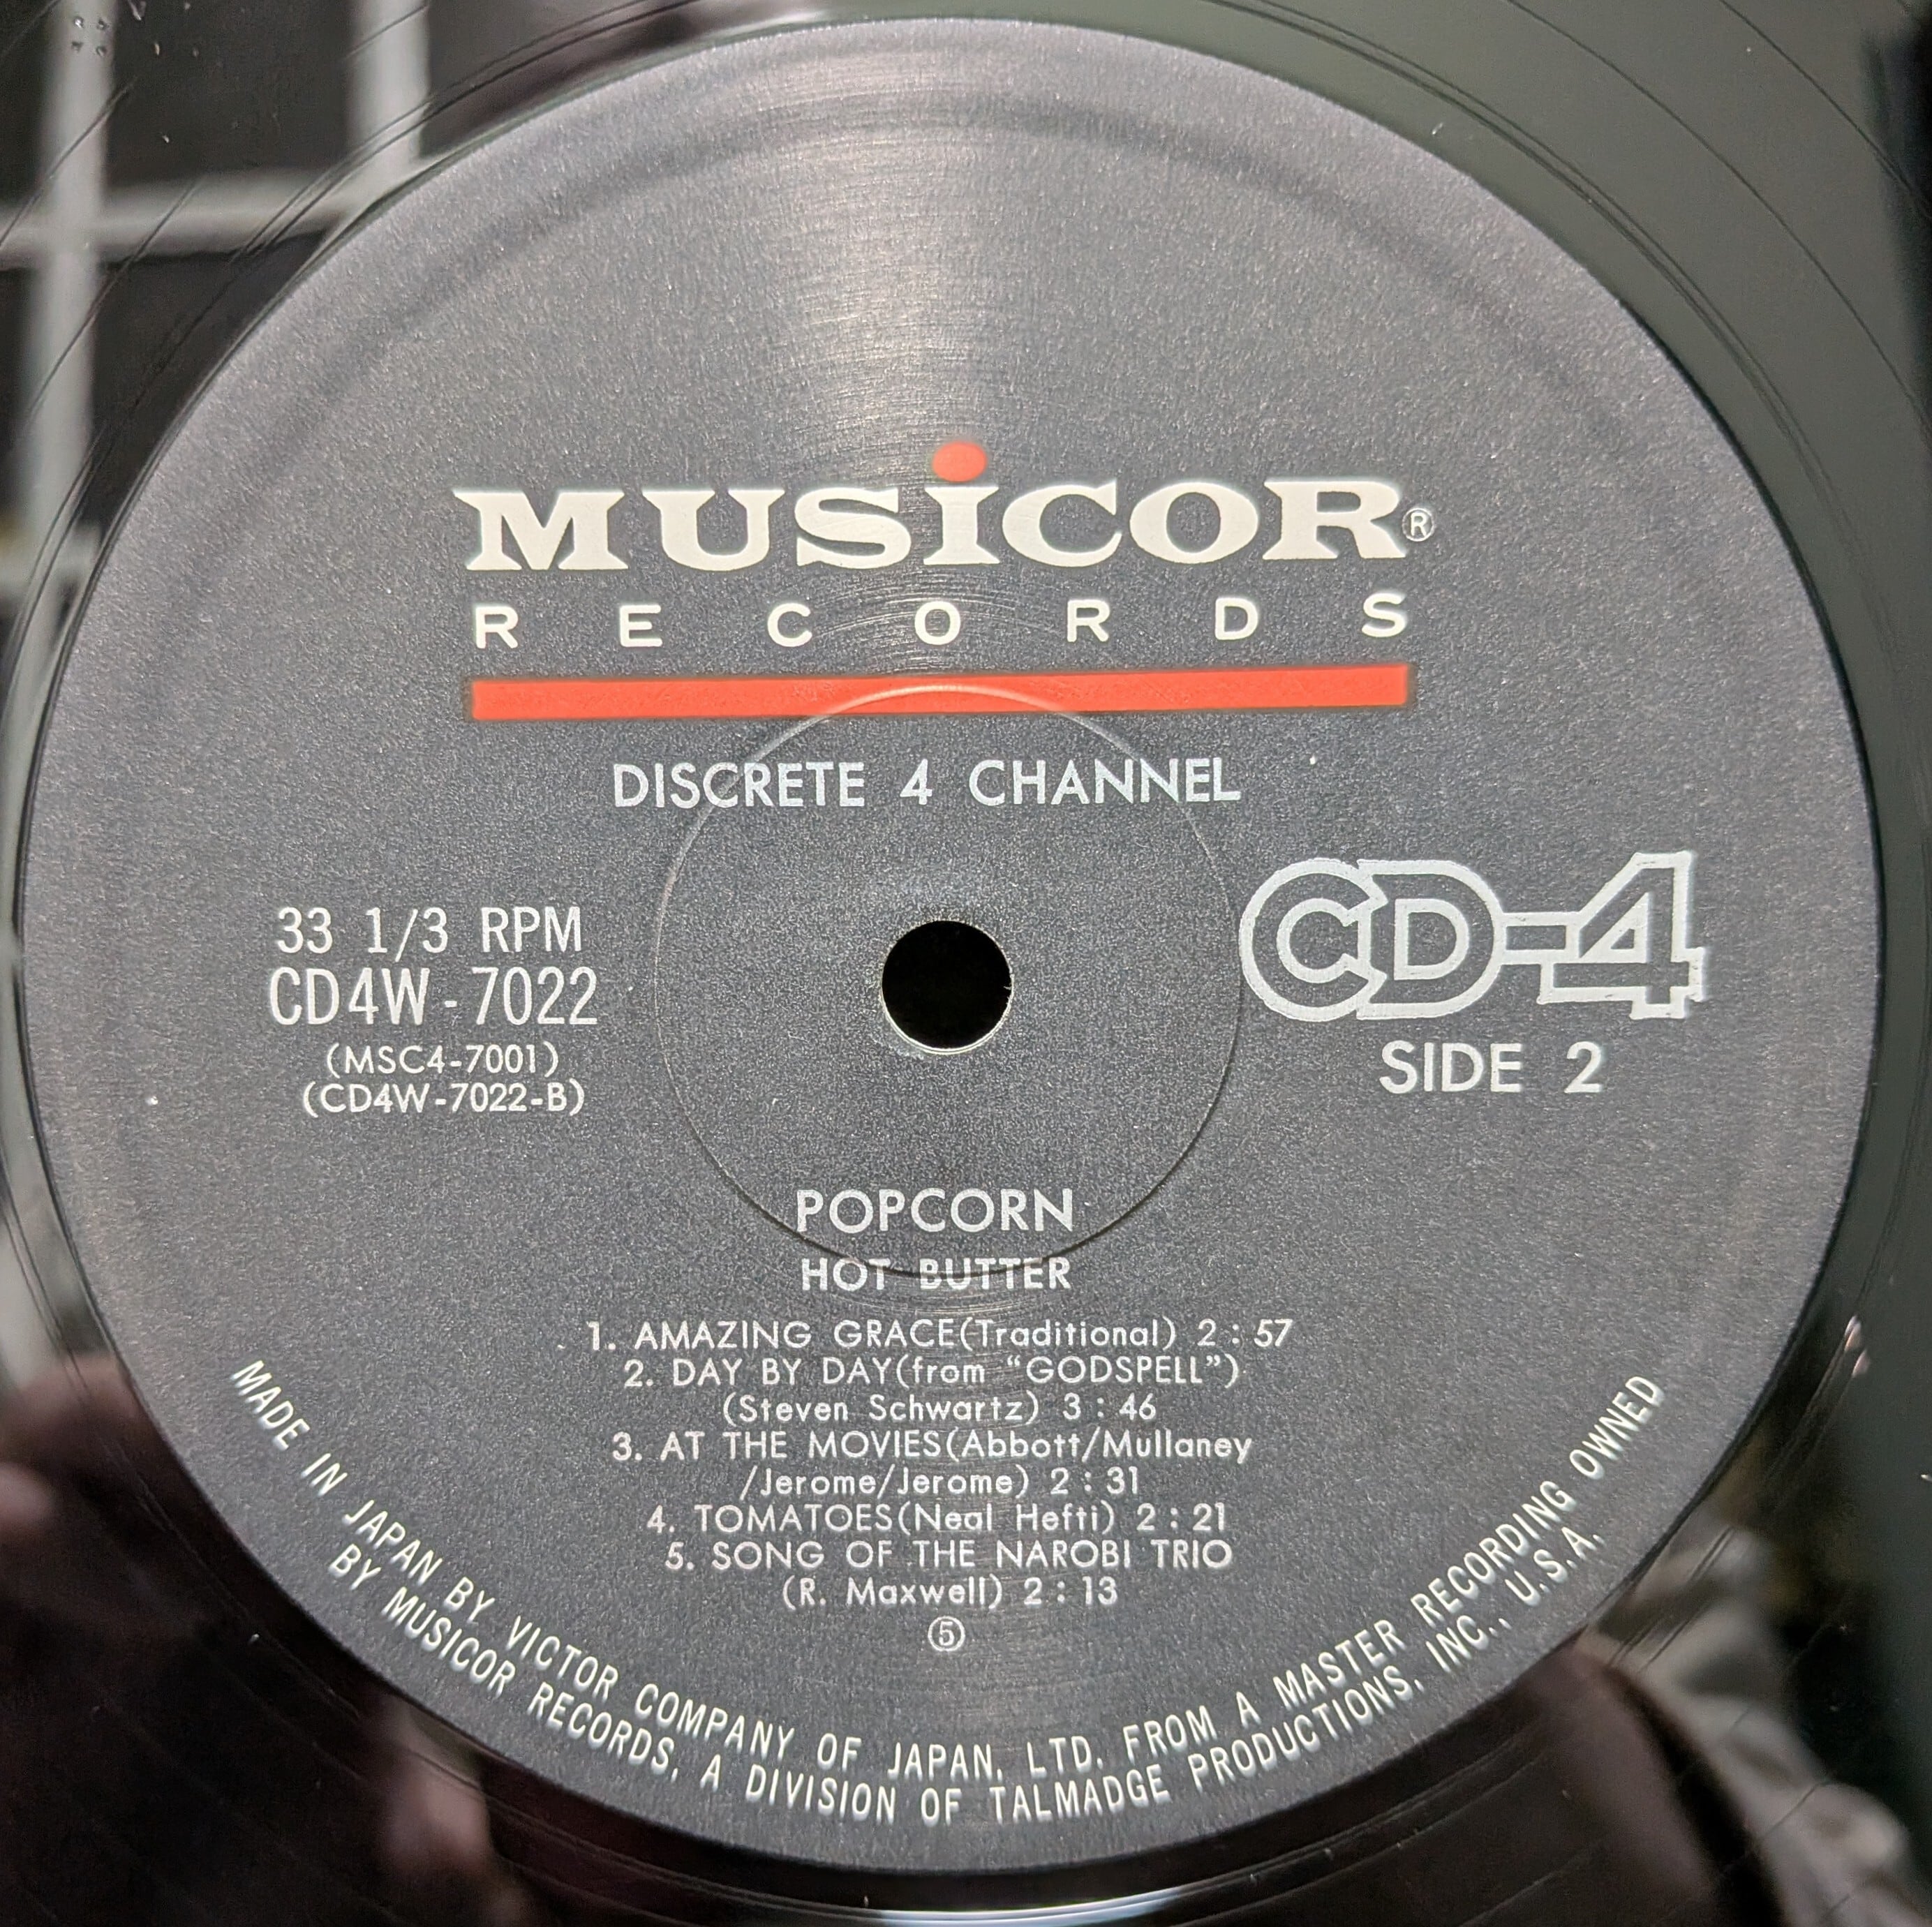 MUSiCOR®
RECORDS
DISCRETE 4 CHANNEL
33 1/3 RPM
CD4W-7022
(MSC4-7001)
(CD4W-7022-B)
CD-4
SIDE 2
POPCORN
HOT BUTTER
1. AMAZING GRACE(Traditional) 2:57
2. DAY BY DAY(from “GODSPELL”)
(Steven Schwartz) 3:46
3. AT THE MOVIES(Abbott/Mullaney
/Jerome/Jerome) 2:31
4. TOMATOES(Neal Hefti) 2:21
5. SONG OF THE NAROBI TRIO
(R. Maxwell) 2:13
⑤
MADE IN JAPAN BY VICTOR COMPANY OF JAPAN, LTD. FROM A MASTER RECORDING OWNED
BY MUSICOR RECORDS, A DIVISION OF TALMADGE PRODUCTIONS, INC., U.S.A.